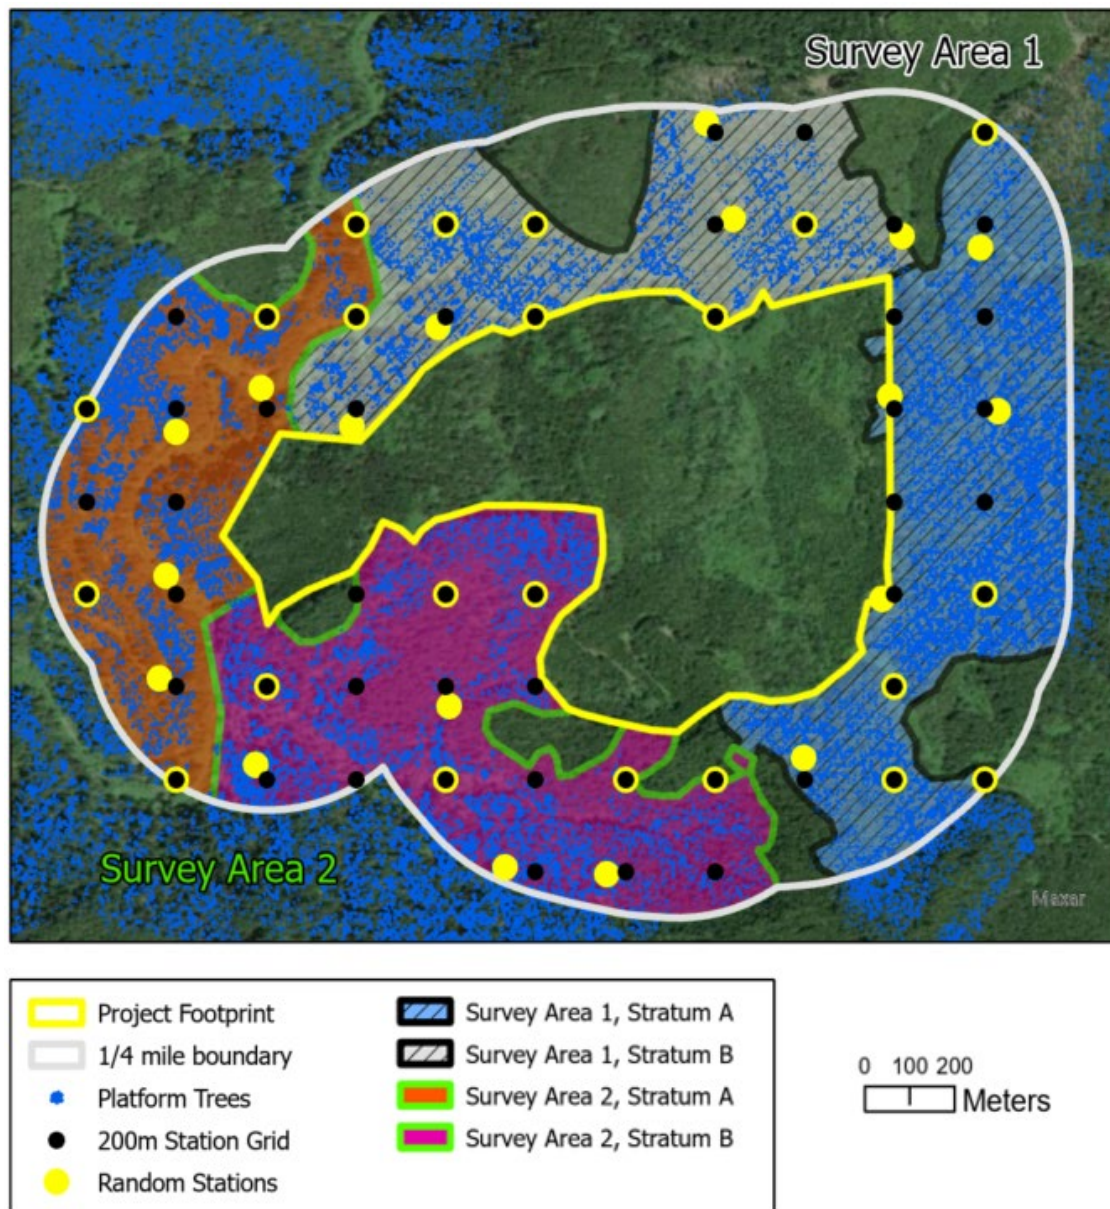 Survey Area 1
Survey Area 2
Maxar
Project Footprint
1/4 mile boundary
Platform Trees
200m Station Grid
Random Stations
Survey Area 1, Stratum A
Survey Area 1, Stratum B
Survey Area 2, Stratum A
Survey Area 2, Stratum B
0 100 200
Meters